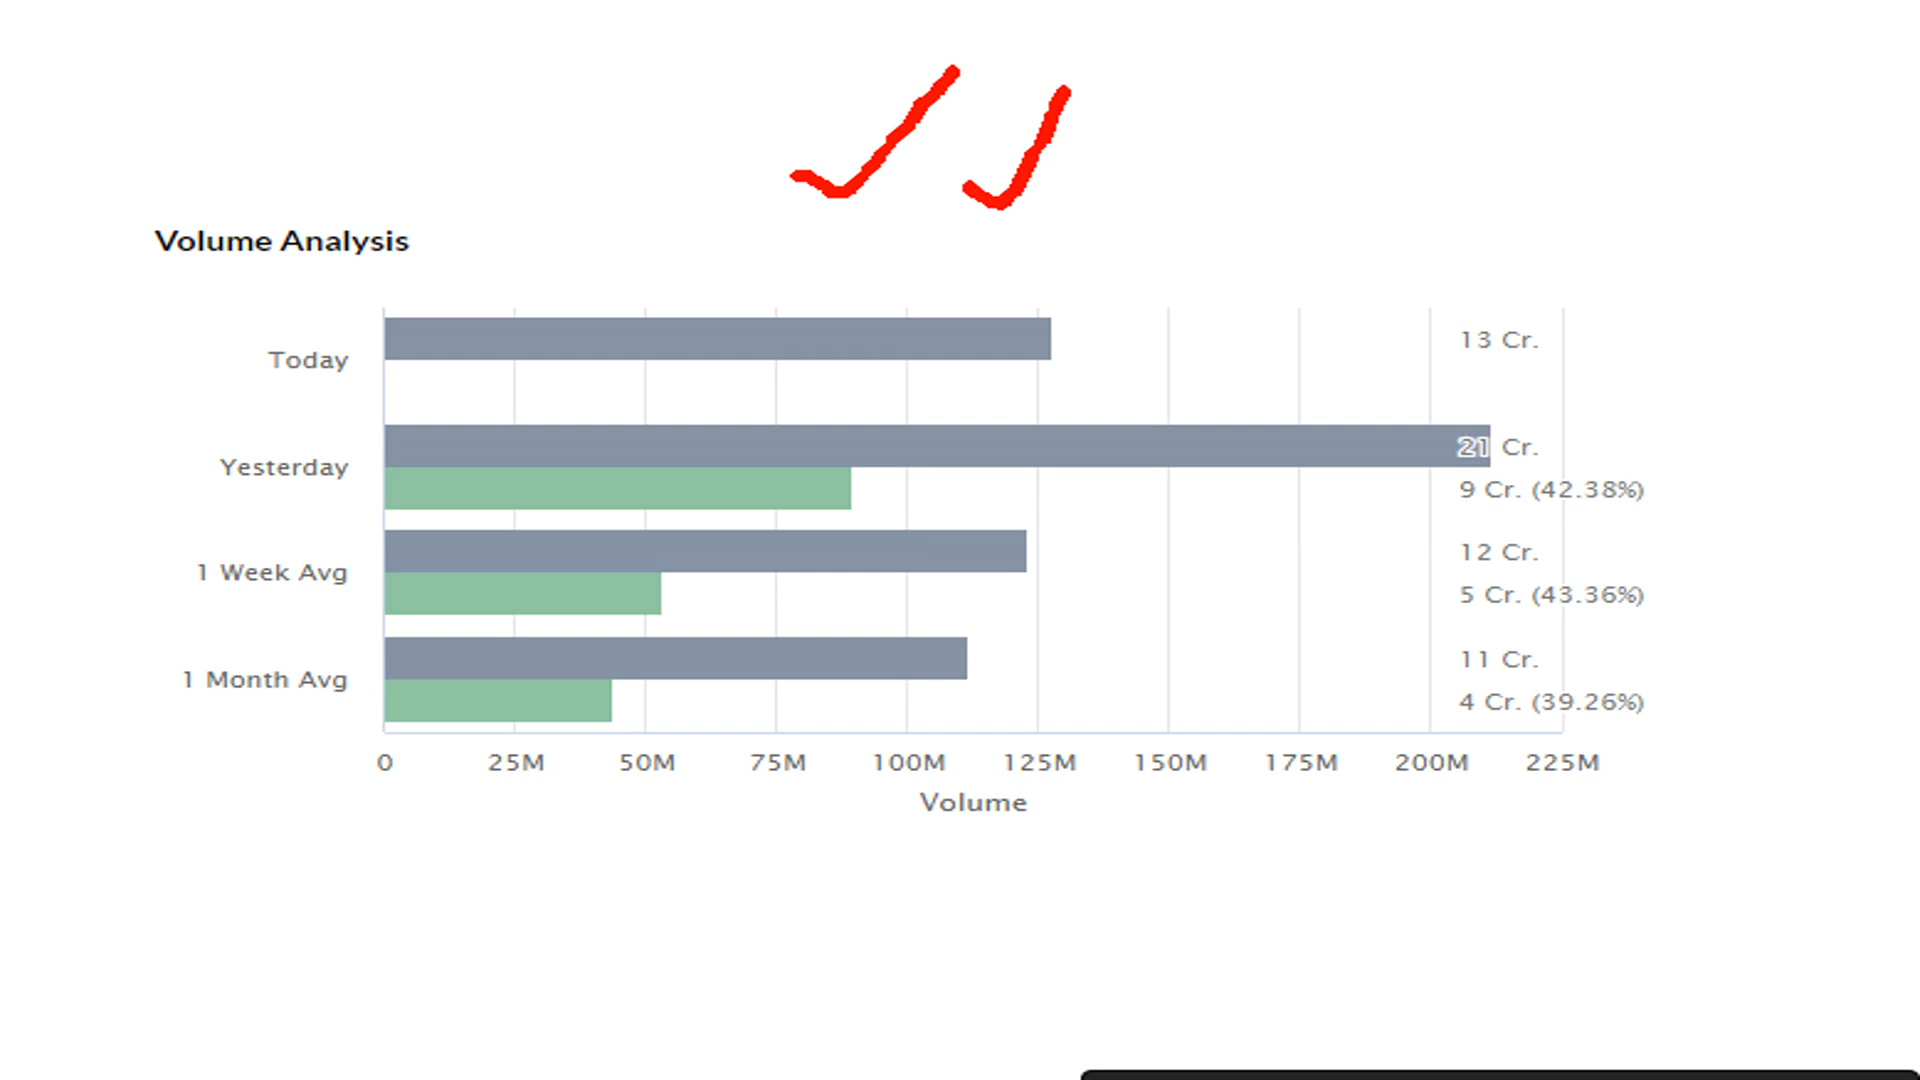 Volume Analysis
Today
13 Cr.
Yesterday
21 Cr.
9 Cr. (42.38%)
1 Week Avg
12 Cr.
5 Cr. (43.36%)
1 Month Avg
11 Cr.
4 Cr. (39.26%)
0 25M 50M 75M 100M 125M 150M 175M 200M 225M
Volume